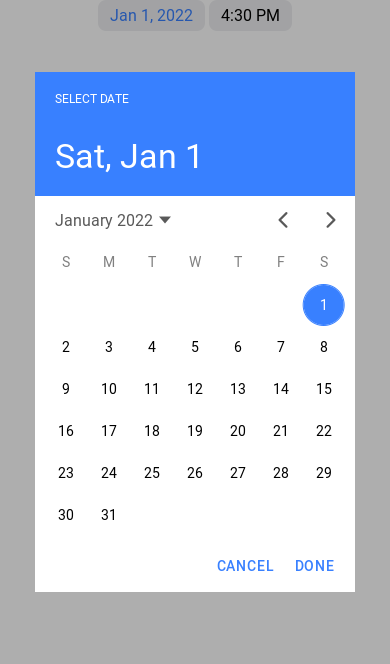 Jan 1, 2022 4:30 PM
SELECT DATE
Sat, Jan 1
January 2022
S M T W T F S
1
2 3 4 5 6 7 8
9 10 11 12 13 14 15
16 17 18 19 20 21 22
23 24 25 26 27 28 29
30 31
CANCEL DONE